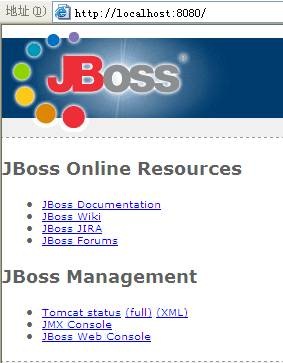 地址(D) http://localhost:8080/
JBoss®
JBoss Online Resources
JBoss Documentation
JBoss Wiki
JBoss JIRA
JBoss Forums
JBoss Management
Tomcat status (full) (XML)
JMX Console
JBoss Web Console